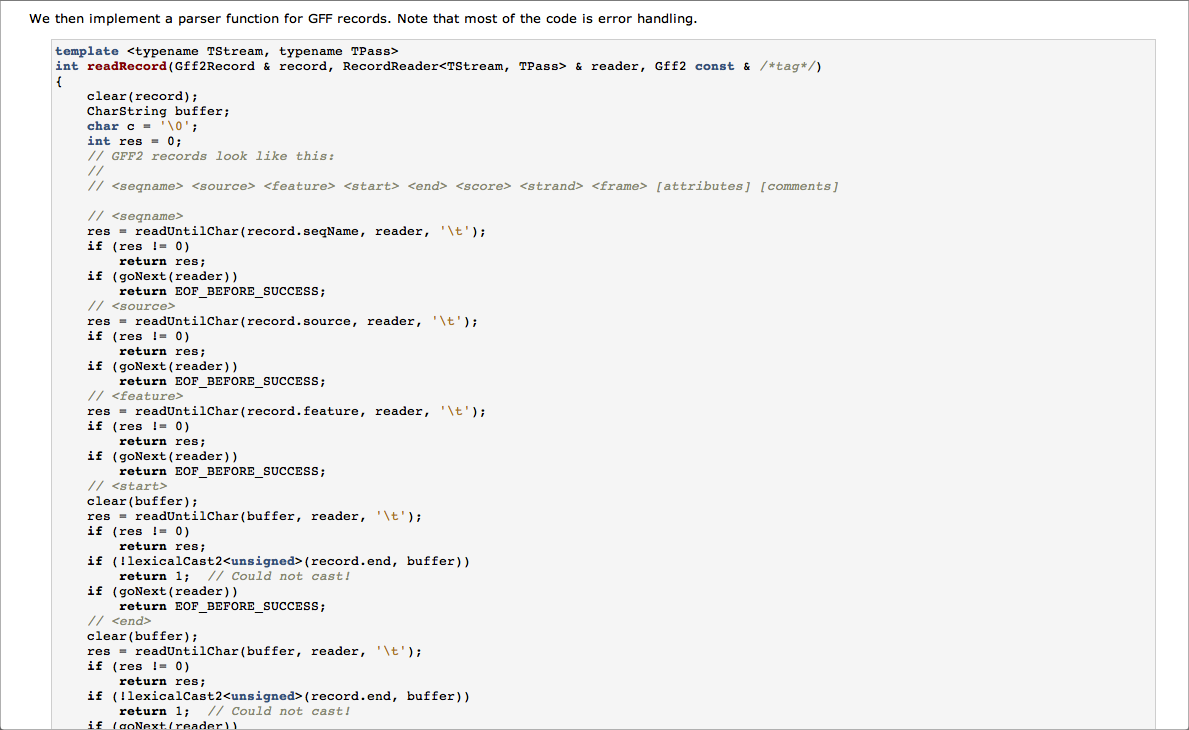 We then implement a parser function for GFF records. Note that most of the code is error handling.
template <typename TStream, typename TPass>
int readRecord(Gff2Record & record, RecordReader<TStream, TPass> & reader, Gff2 const & /*tag*/)
{
    clear(record);
    CharString buffer;
    char c = '\0';
    int res = 0;
    // GFF2 records look like this:
    //
    // <seqname> <source> <feature> <start> <end> <score> <strand> <frame> [attributes] [comments]

    // <seqname>
    res = readUntilChar(record.seqName, reader, '\t');
    if (res != 0)
        return res;
    if (goNext(reader))
        return EOF_BEFORE_SUCCESS;
    // <source>
    res = readUntilChar(record.source, reader, '\t');
    if (res != 0)
        return res;
    if (goNext(reader))
        return EOF_BEFORE_SUCCESS;
    // <feature>
    res = readUntilChar(record.feature, reader, '\t');
    if (res != 0)
        return res;
    if (goNext(reader))
        return EOF_BEFORE_SUCCESS;
    // <start>
    clear(buffer);
    res = readUntilChar(buffer, reader, '\t');
    if (res != 0)
        return res;
    if (!lexicalCast2<unsigned>(record.end, buffer))
        return 1;  // Could not cast!
    if (goNext(reader))
        return EOF_BEFORE_SUCCESS;
    // <end>
    clear(buffer);
    res = readUntilChar(buffer, reader, '\t');
    if (res != 0)
        return res;
    if (!lexicalCast2<unsigned>(record.end, buffer))
        return 1;  // Could not cast!
    if (goNext(reader))